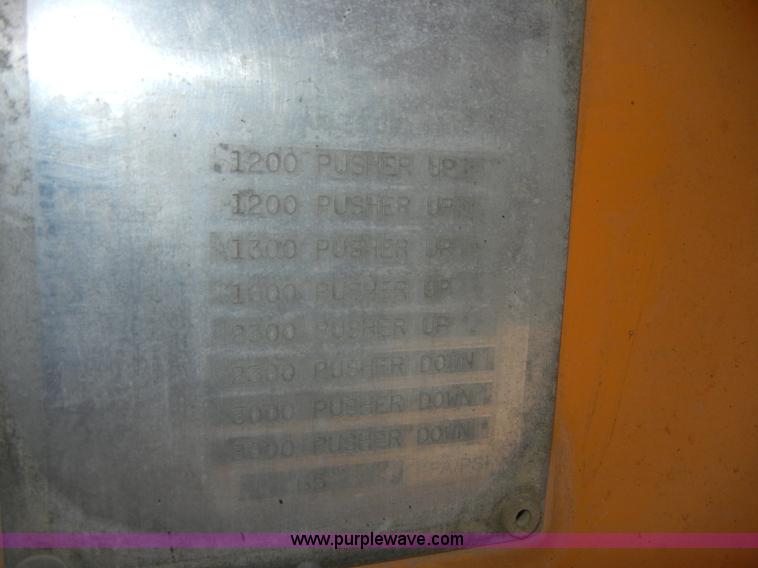 1200 PUSHER UP
1200 PUSHER UP
1300 PUSHER UP
1600 PUSHER UP
2300 PUSHER UP
2300 PUSHER DOWN
3000 PUSHER DOWN
3000 PUSHER DOWN
www.purplewave.com